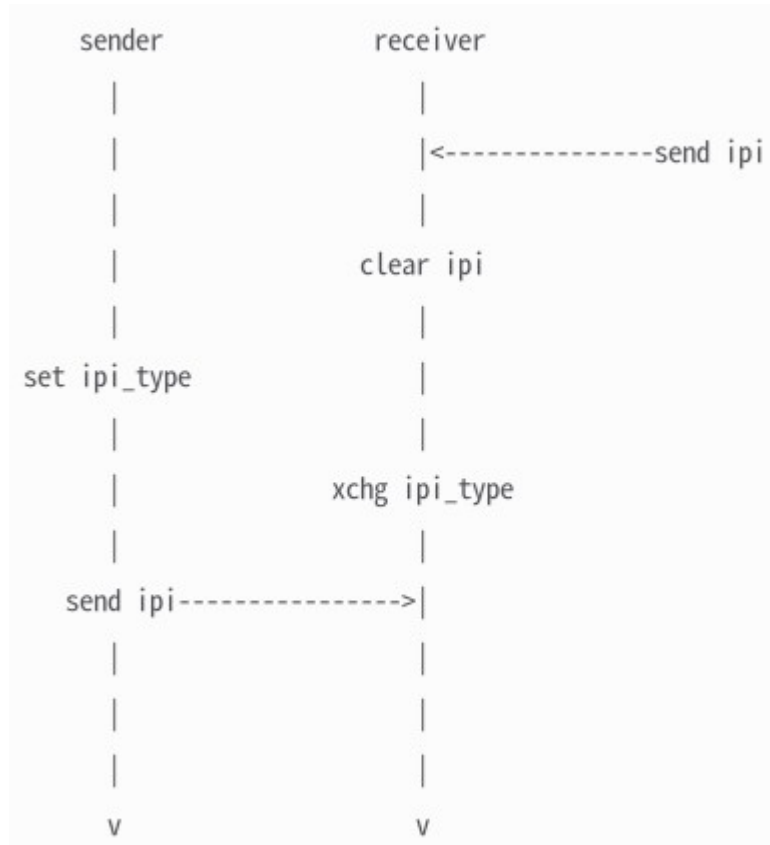 sender receiver
| |
| |<---------------send ipi
| |
| clear ipi
| |
set ipi_type |
| |
| xchg ipi_type
| |
send ipi---------------->|
| |
| |
| |
v v